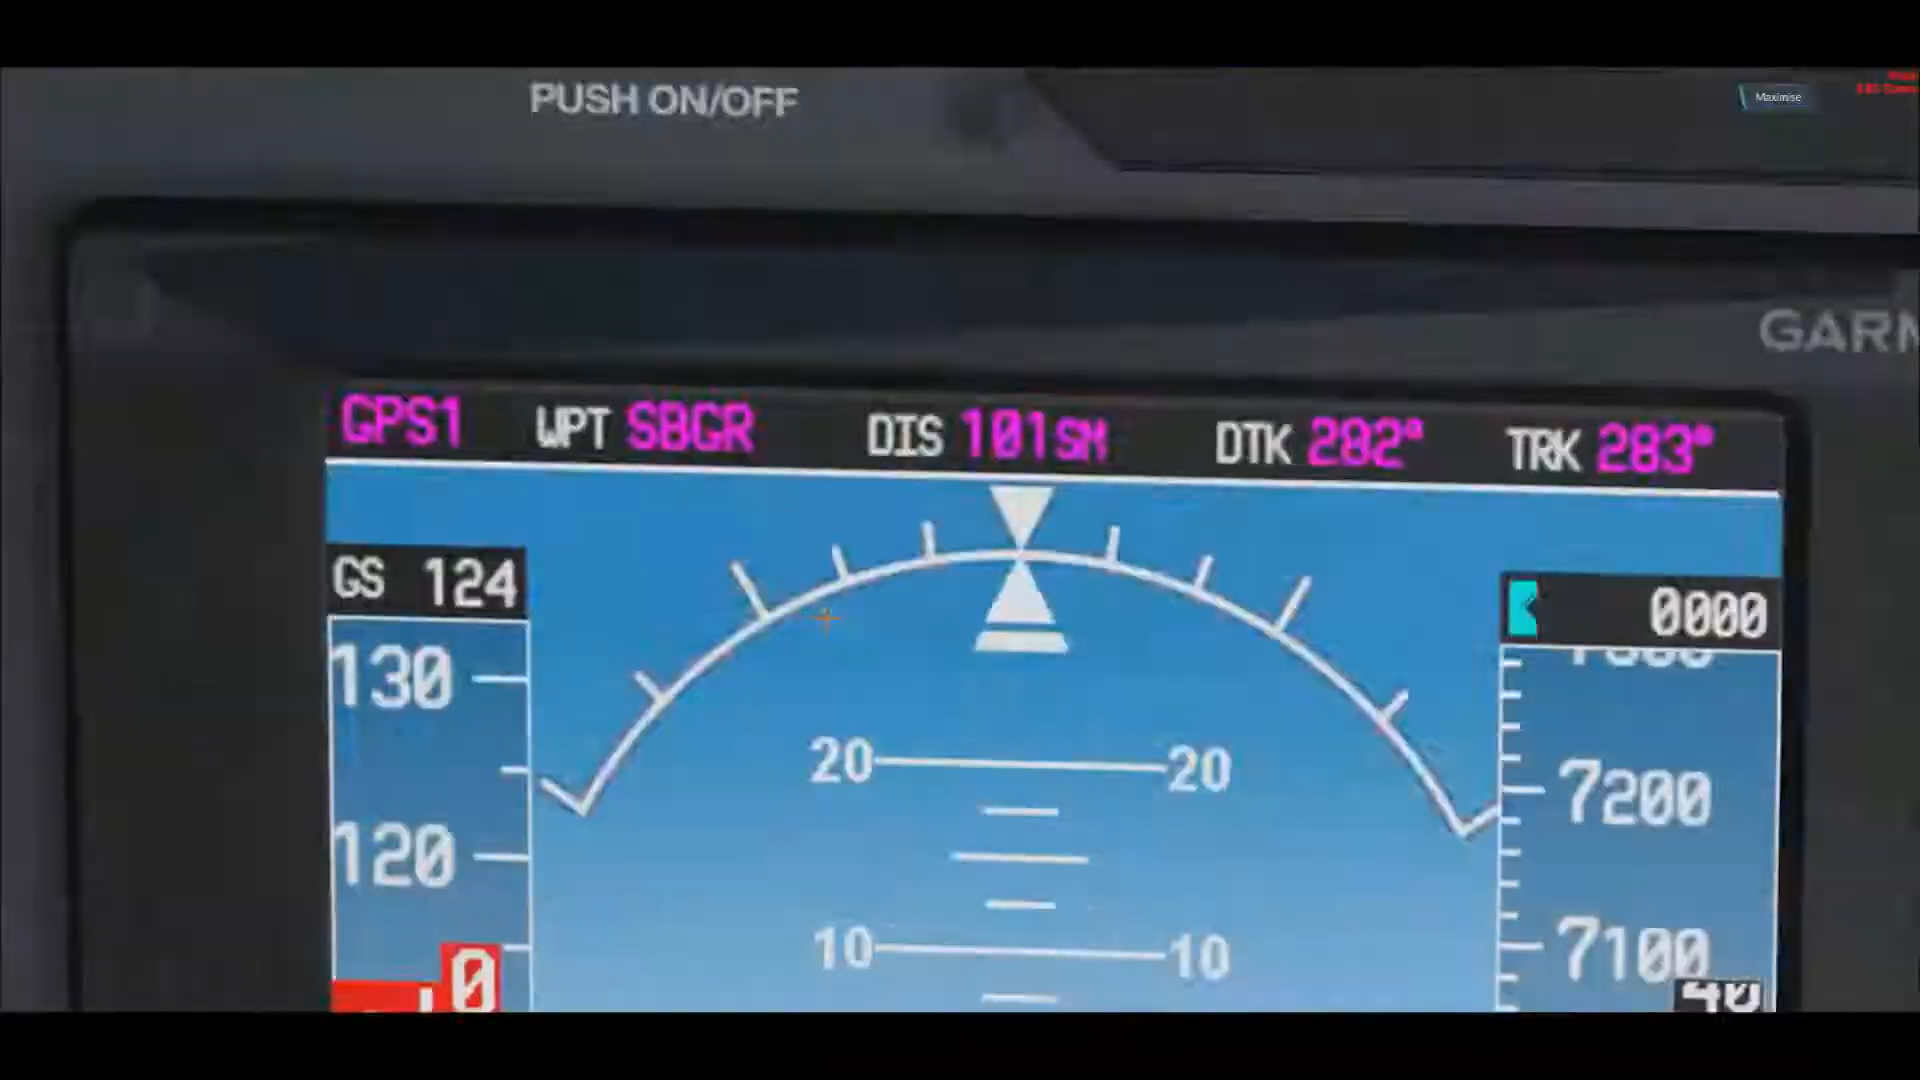 PUSH ON/OFF
Maximise
GARM
GPS1 WPT SBGR DIS 101SM DTK 282° TRK 283°
GS 124
0000
130
20 20
7200
120
10 10
7100
0
40